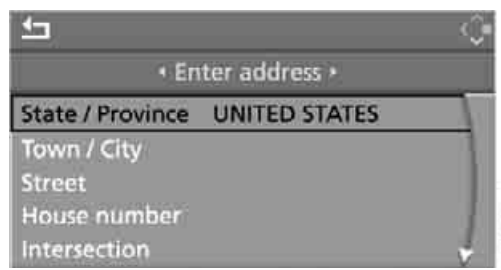 Enter address
State / Province UNITED STATES
Town / City
Street
House number
Intersection